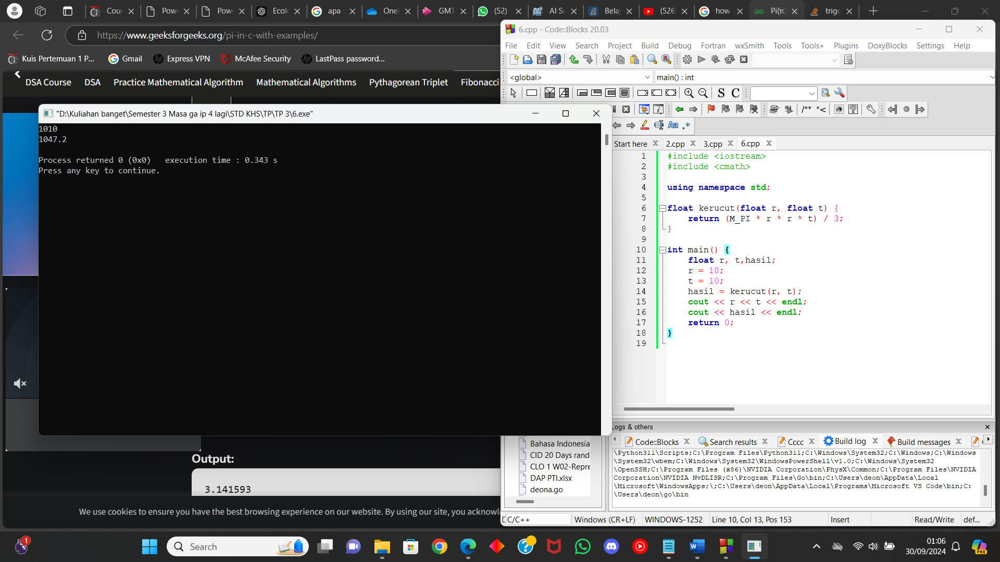 Cour
Powe
Powe
Ecolo
apa s
Onel
GMT
(52)
AI Su
Belaj
(526
how
Pi(π)
trigo
https://www.geeksforgeeks.org/pi-in-c-with-examples/
Kuis Pertemuan 1 P...
Gmail
Express VPN
McAfee Security
LastPass password...
DSA Course DSA Practice Mathematical Algorithm Mathematical Algorithms Pythagorean Triplet Fibonacci
"D:\Kuliahan banget\Semester 3 Masa ga ip 4 lagi\STD KHS\TP\TP 3\6.exe"
1010
1047.2
Process returned 0 (0x0)   execution time : 0.343 s
Press any key to continue.
Output:
3.141593
We use cookies to ensure you have the best browsing experience on our website. By using our site, you acknowl
6.cpp - Code::Blocks 20.03
File Edit View Search Project Build Debug Fortran wxSmith Tools Tools+ Plugins DoxyBlocks Settings Help
<global>
main() : int
S C
/** *<
Aa .*
Start here 2.cpp 3.cpp 6.cpp
1 #include <iostream>
2 #include <cmath>
3
4 using namespace std;
5
6 float kerucut(float r, float t) {
7     return (M_PI * r * r * t) / 3;
8 }
9
10 int main() {
11     float r, t,hasil;
12     r = 10;
13     t = 10;
14     hasil = kerucut(r, t);
15     cout << r << t << endl;
16     cout << hasil << endl;
17     return 0;
18 }
19
Logs & others
Code::Blocks Search results Cccc Build log Build messages
\Python311\Scripts;C:\Program Files\Python311;C:\Windows\System32;C:\Windows;C:\Windows
\System32\wbem;C:\Windows\System32\WindowsPowerShell\v1.0;C:\Windows\System32
\OpenSSH;C:\Program Files (x86)\NVIDIA Corporation\PhysX\Common;C:\Program Files\NVIDIA
Corporation\NVIDIA NvDLISR;C:\Program Files\Go\bin;C:\Users\deon\AppData\Local
\Microsoft\WindowsApps;\;C:\Users\deon\AppData\Local\Programs\Microsoft VS Code\bin;C:
\Users\deon\go\bin
Bahasa Indonesia
CID 20 Days rand
CLO 1 W02-Repre
DAP PTI.xlsx
deona.go
C/C++ Windows (CR+LF) WINDOWS-1252 Line 10, Col 13, Pos 153 Insert Read/Write def...
1
Search
01:06
30/09/2024
PRE